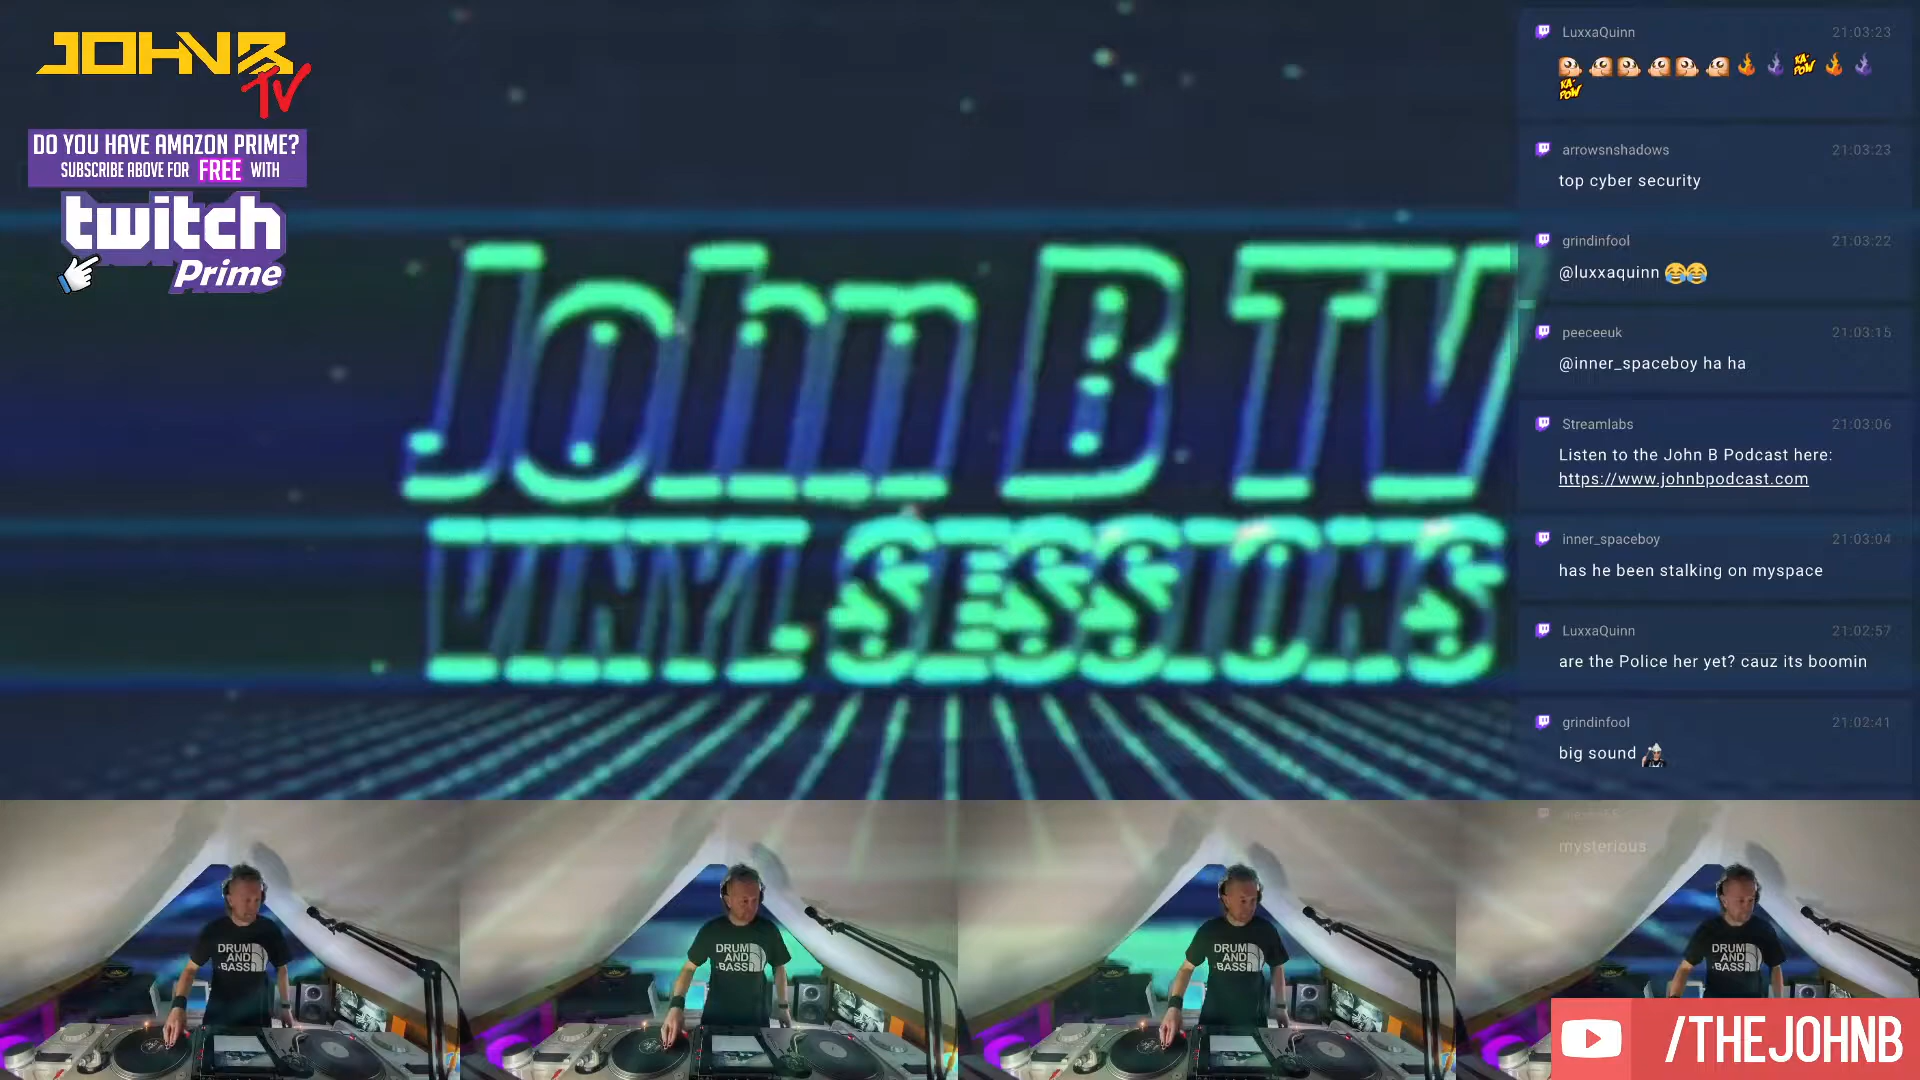 JOHN B
TV
DO YOU HAVE AMAZON PRIME?
SUBSCRIBE ABOVE FOR FREE WITH
twitch
Prime
John B TV
VINYL SESSIONS
LuxxaQuinn 21:03:23
KA POW
KA POW
arrowsnshadows 21:03:23
top cyber security
grindinfool 21:03:22
@luxxaquinn 😂😂
peeceeuk 21:03:15
@inner_spaceboy ha ha
Streamlabs 21:03:06
Listen to the John B Podcast here:
https://www.johnbpodcast.com
inner_spaceboy 21:03:04
has he been stalking on myspace
LuxxaQuinn 21:02:57
are the Police her yet? cauz its boomin
grindinfool 21:02:41
big sound
mysterious
DRUM
AND
BASS
DRUM
AND
BASS
DRUM
AND
BASS
DRUM
AND
BASS
/THEJOHNB